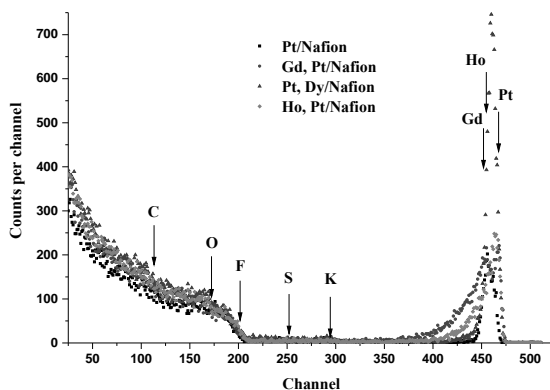 700
600
500
400
300
200
100
0
Counts per channel
Pt/Nafion
Gd, Pt/Nafion
Pt, Dy/Nafion
Ho, Pt/Nafion
Ho
Pt
Gd
C
O
F
S
K
50 100 150 200 250 300 350 400 450 500
Channel